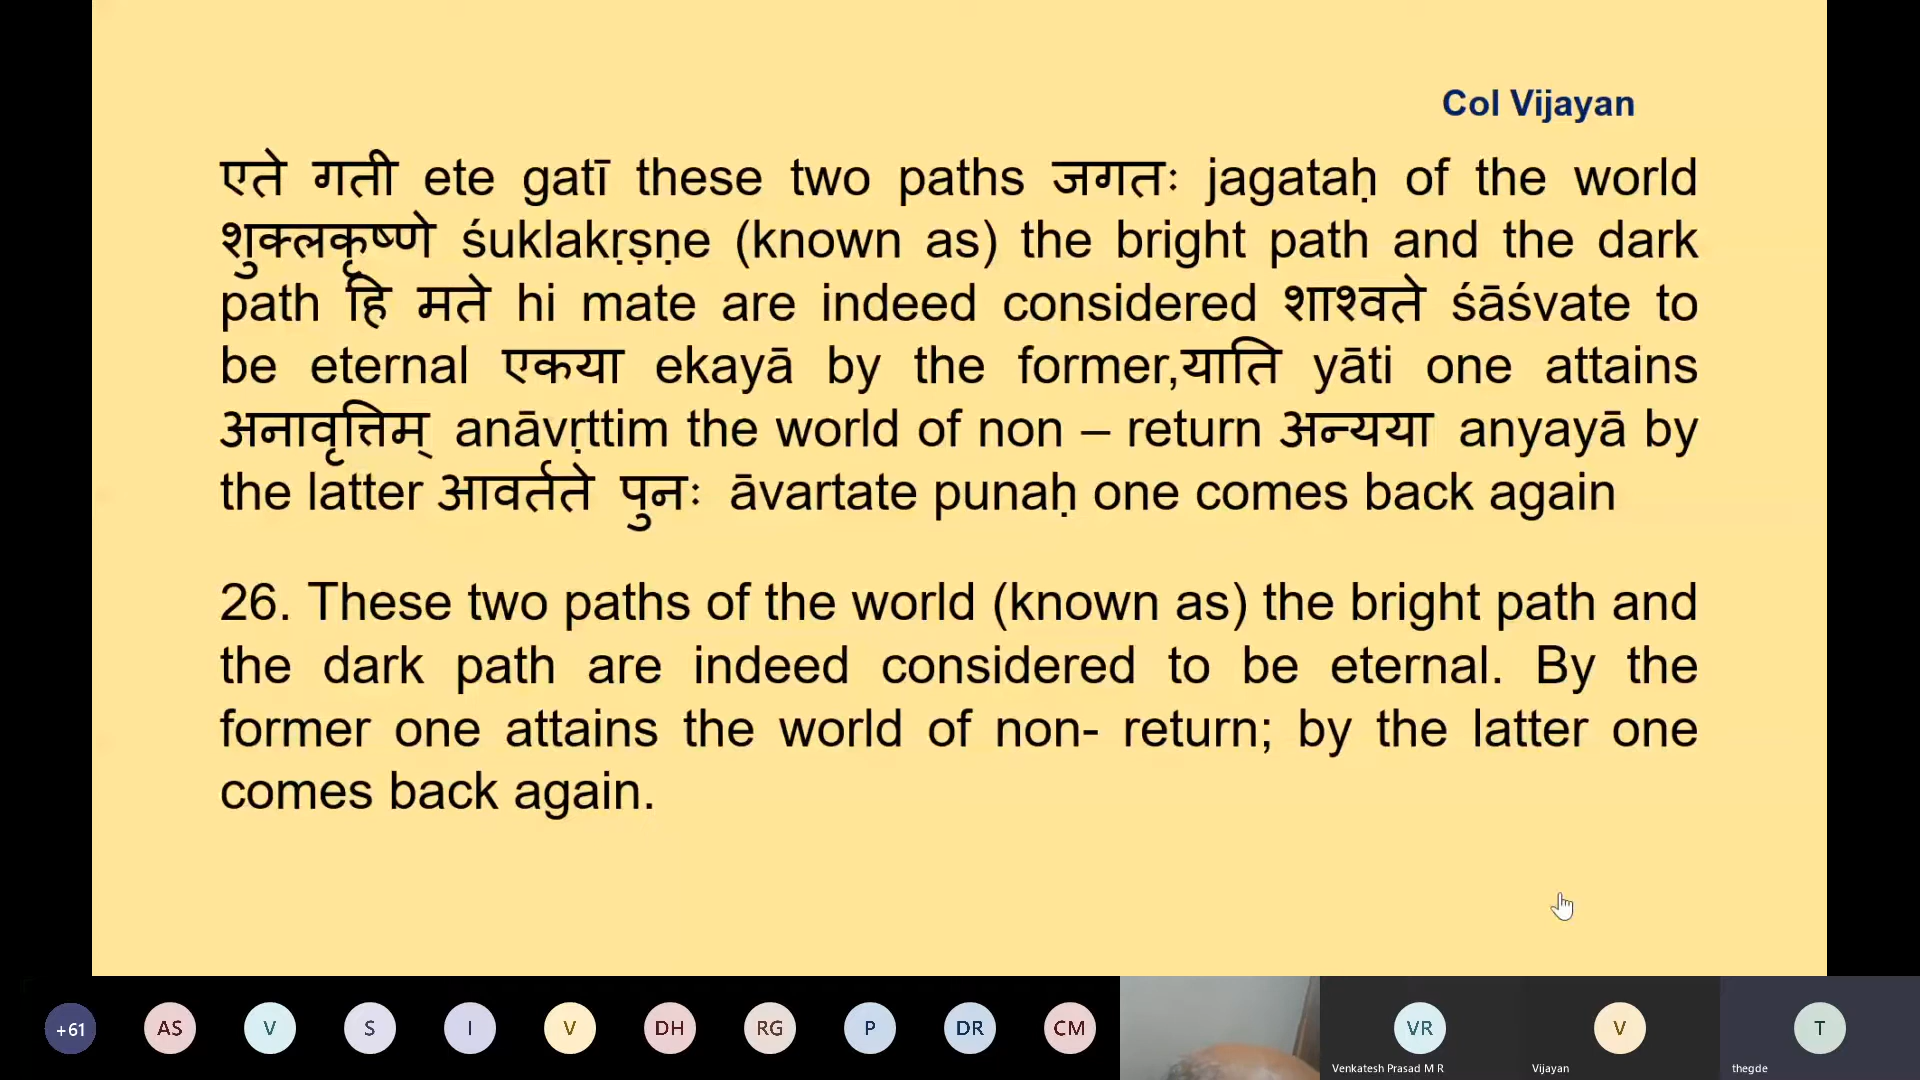 Col Vijayan
एते गती ete gatī these two paths जगतः jagataḥ of the world
शुक्लकृष्णे śuklakṛṣṇe (known as) the bright path and the dark
path हि मते hi mate are indeed considered शाश्वते śāśvate to
be eternal एकया ekayā by the former,याति yāti one attains
अनावृत्तिम् anāvṛttim the world of non – return अन्यया anyayā by
the latter आवर्तते पुनः āvartate punaḥ one comes back again
26. These two paths of the world (known as) the bright path and
the dark path are indeed considered to be eternal. By the
former one attains the world of non- return; by the latter one
comes back again.
+61 AS V S I V DH RG P DR CM VR V T
Venkatesh Prasad M R Vijayan thegde